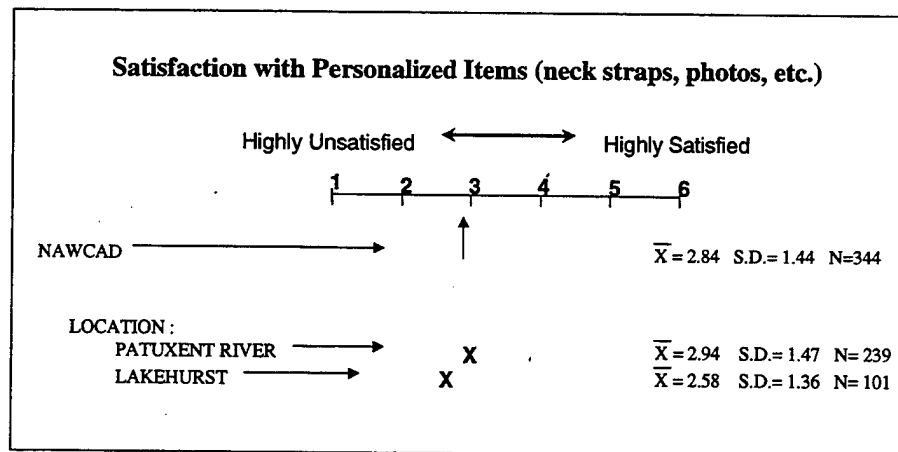 Satisfaction with Personalized Items (neck straps, photos, etc.)
Highly Unsatisfied Highly Satisfied
1 2 3 4 5 6
NAWCAD X̄ = 2.84 S.D.= 1.44 N=344
LOCATION :
PATUXENT RIVER X X̄ = 2.94 S.D.= 1.47 N= 239
LAKEHURST X X̄ = 2.58 S.D.= 1.36 N= 101